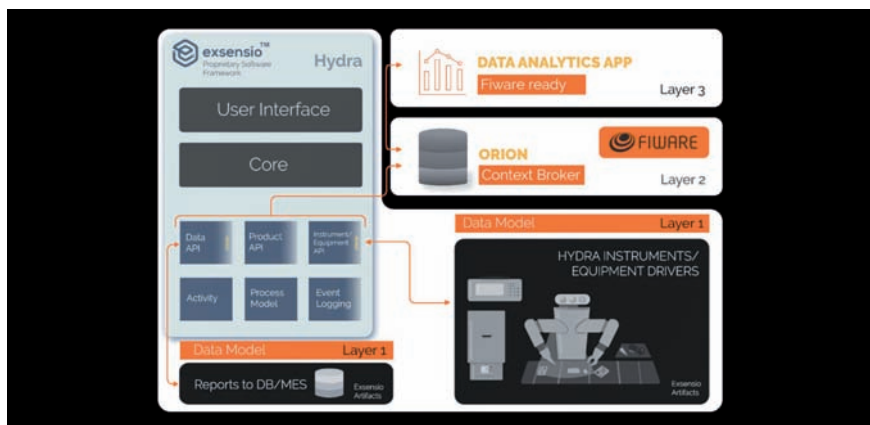 exsensio™
Proprietary Software
Framework
Hydra
User Interface
Core
Data
API
Product
API
Instrument/
Equipment
API
Activity
Process
Model
Event
Logging
Data Model
Layer 1
Reports to DB/MES
Exsensio
Artifacts
DATA ANALYTICS APP
Fiware ready
Layer 3
ORION
Context Broker
FIWARE
Layer 2
Data Model
Layer 1
HYDRA INSTRUMENTS/
EQUIPMENT DRIVERS
Exsensio
Artifacts